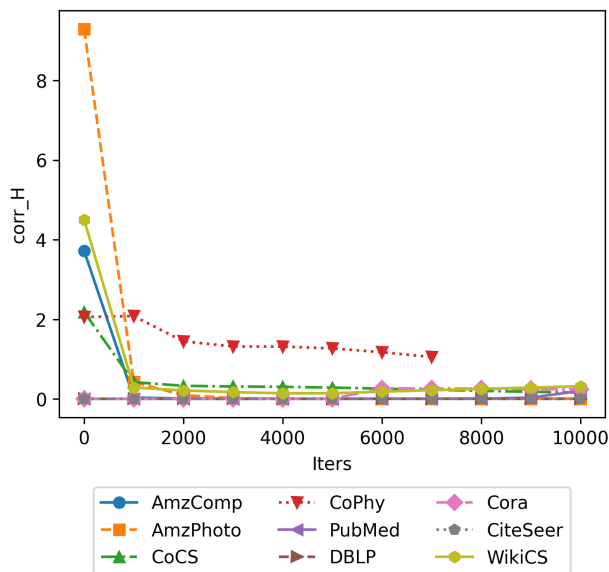 8
6
4
2
0
corr_H
0 2000 4000 6000 8000 10000
Iters
AmzComp CoPhy Cora
AmzPhoto PubMed CiteSeer
CoCS DBLP WikiCS